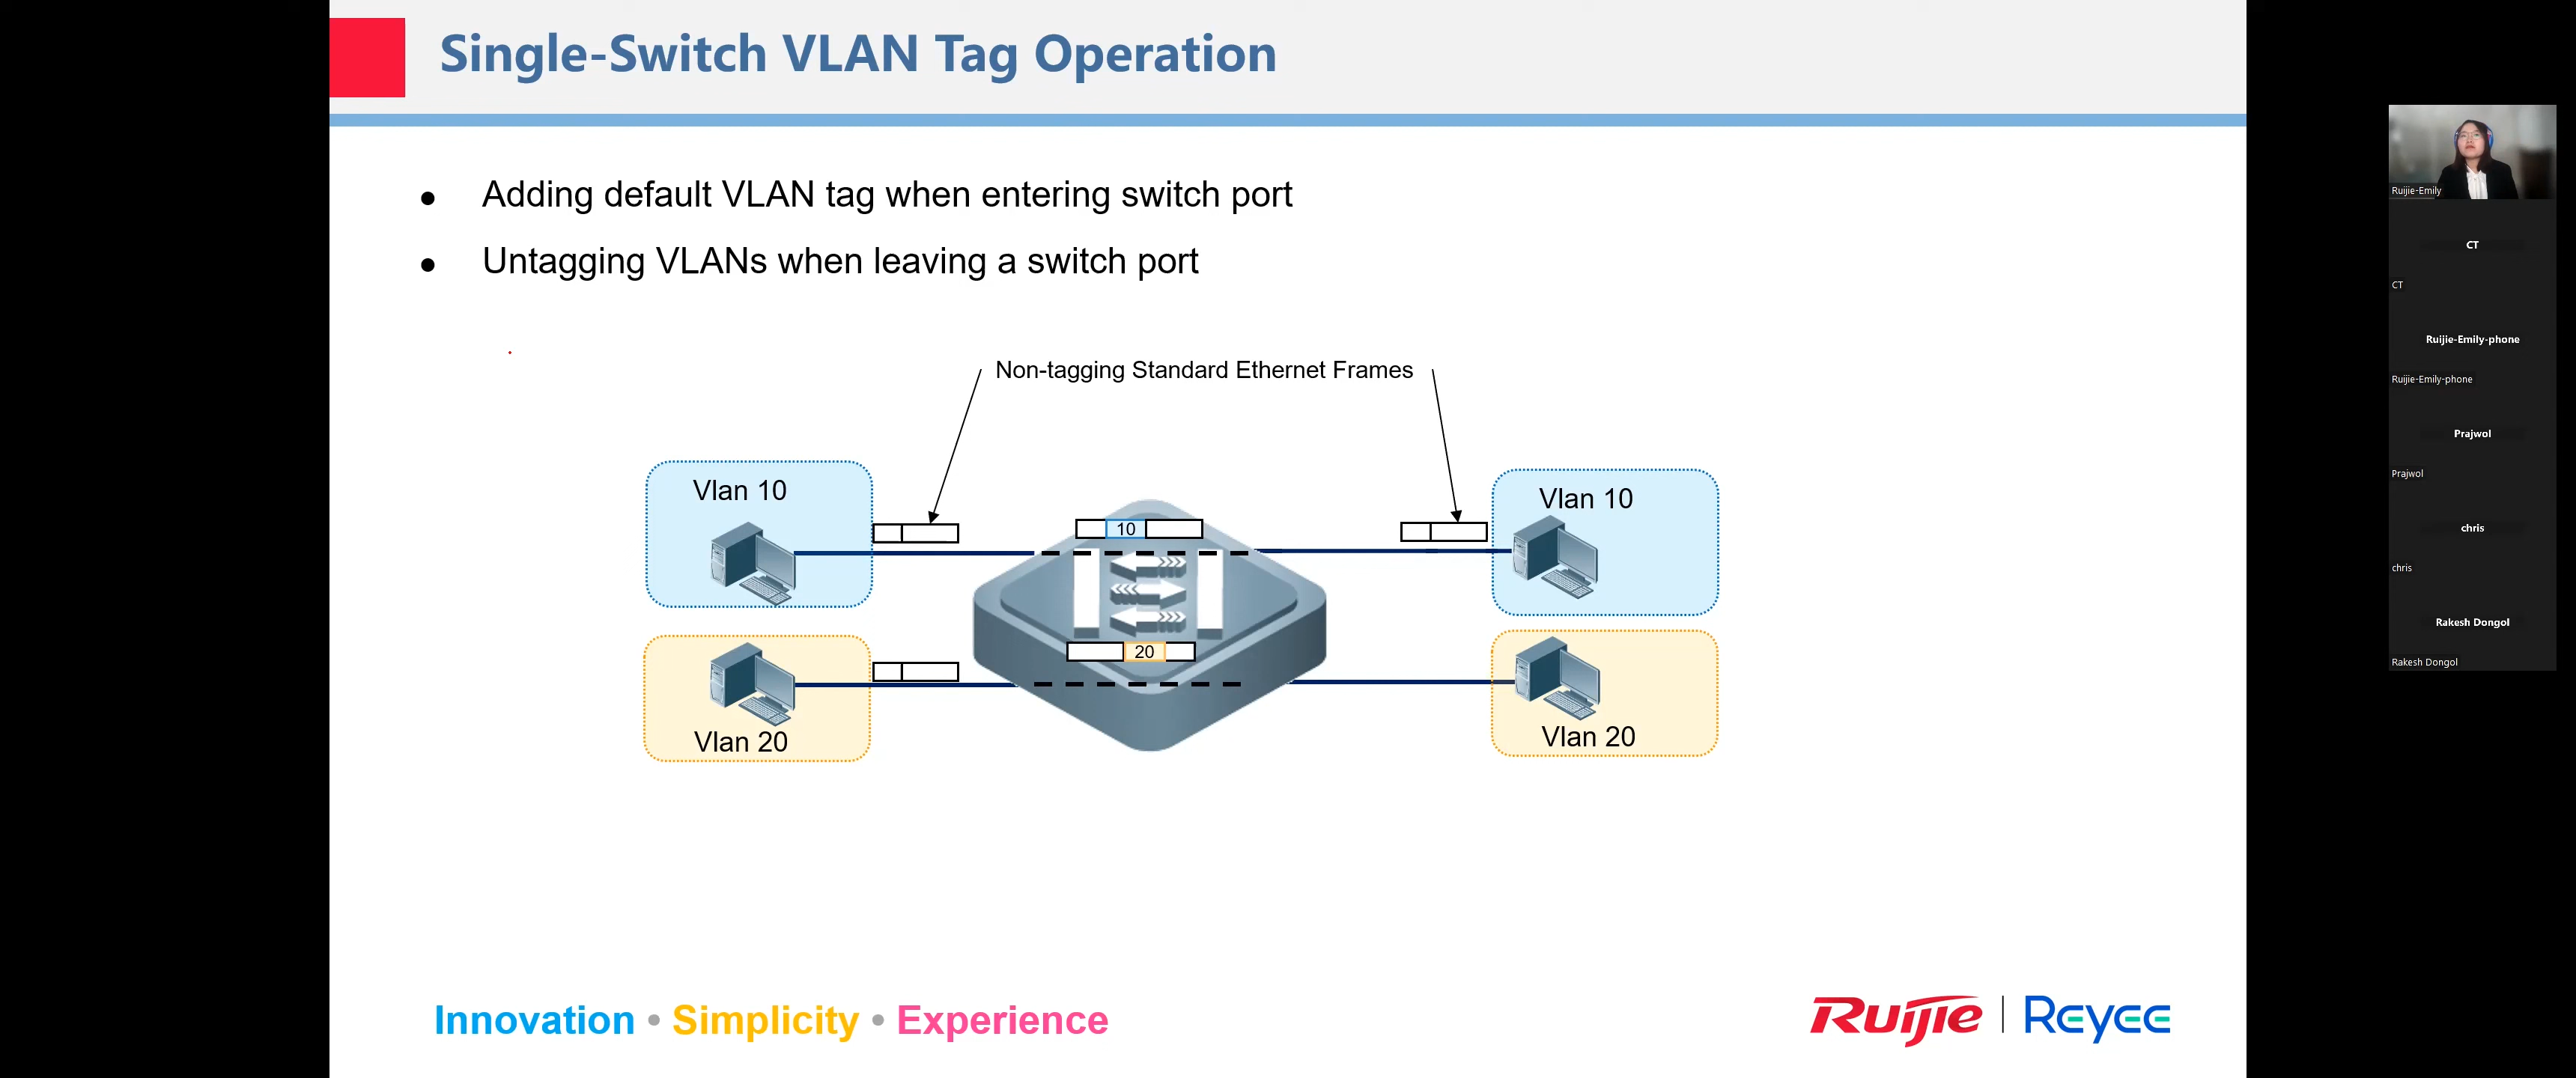 Single-Switch VLAN Tag Operation
● Adding default VLAN tag when entering switch port
● Untagging VLANs when leaving a switch port
Non-tagging Standard Ethernet Frames
Vlan 10
10
Vlan 10
20
Vlan 20
Vlan 20
Innovation • Simplicity • Experience
Ruijie | Reyee
Ruijie-Emily
CT
CT
Ruijie-Emily-phone
Ruijie-Emily-phone
Prajwol
Prajwol
chris
chris
Rakesh Dongol
Rakesh Dongol